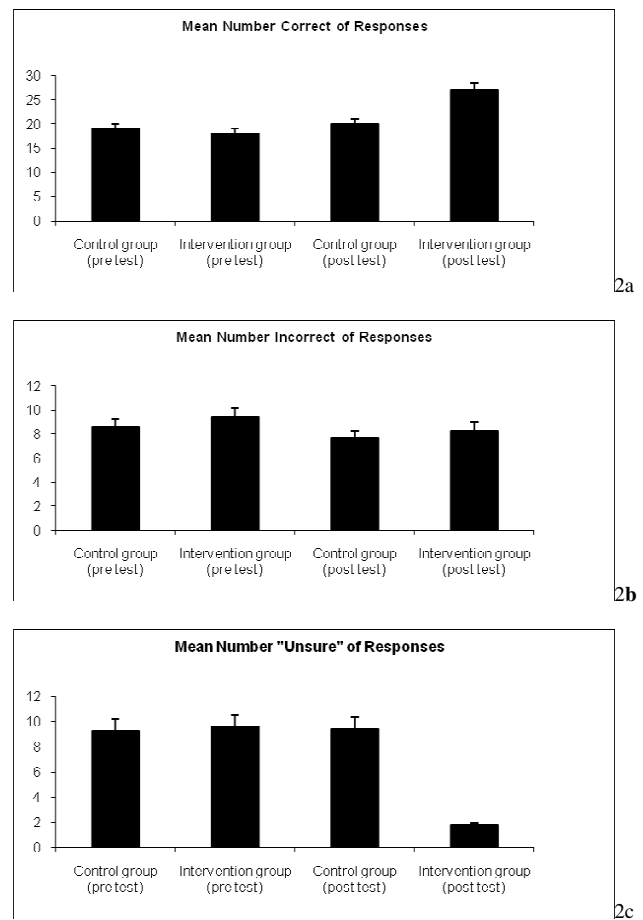 Mean Number Correct of Responses
30
25
20
15
10
5
0
Control group Intervention group Control group Intervention group
(pre test) (pre test) (post test) (post test)
2a
Mean Number Incorrect of Responses
12
10
8
6
4
2
0
Control group Intervention group Control group Intervention group
(pre test) (pre test) (post test) (post test)
2b
Mean Number "Unsure" of Responses
12
10
8
6
4
2
0
Control group Intervention group Control group Intervention group
(pre test) (pre test) (post test) (post test)
2c